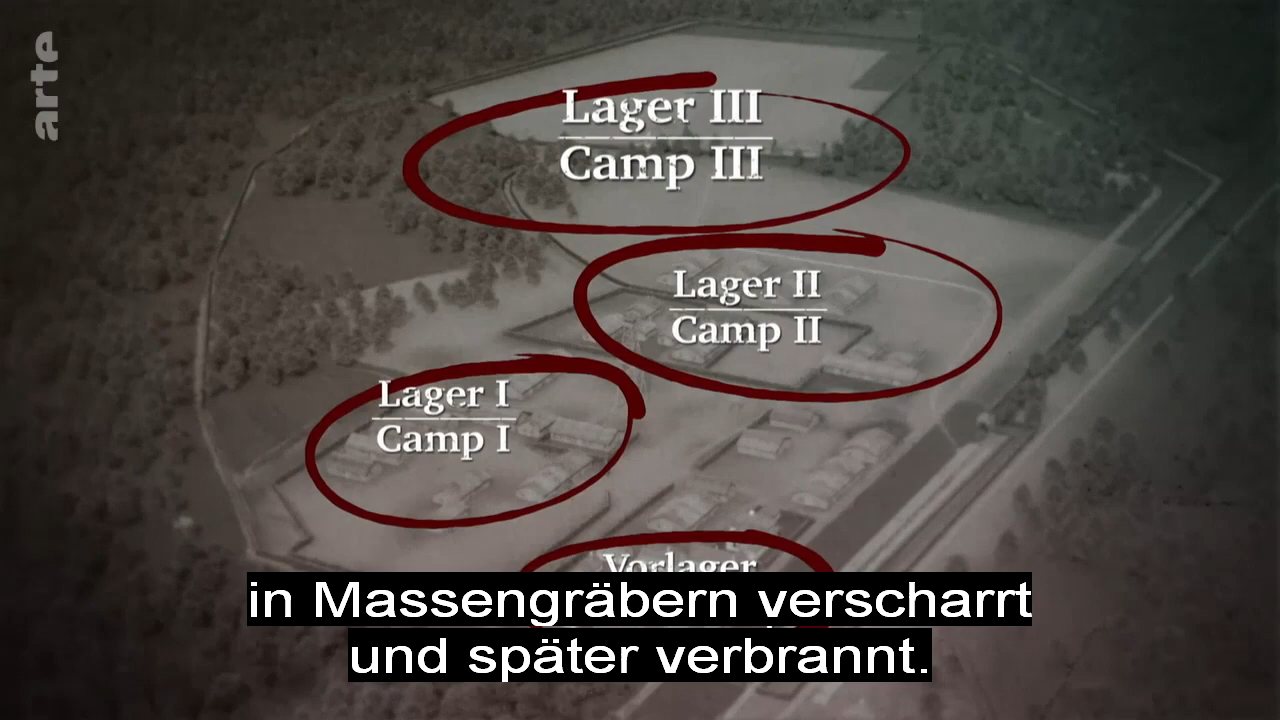 arte
Lager III
Camp III
Lager II
Camp II
Lager I
Camp I
Vorlager
in Massengräbern verscharrt
und später verbrannt.